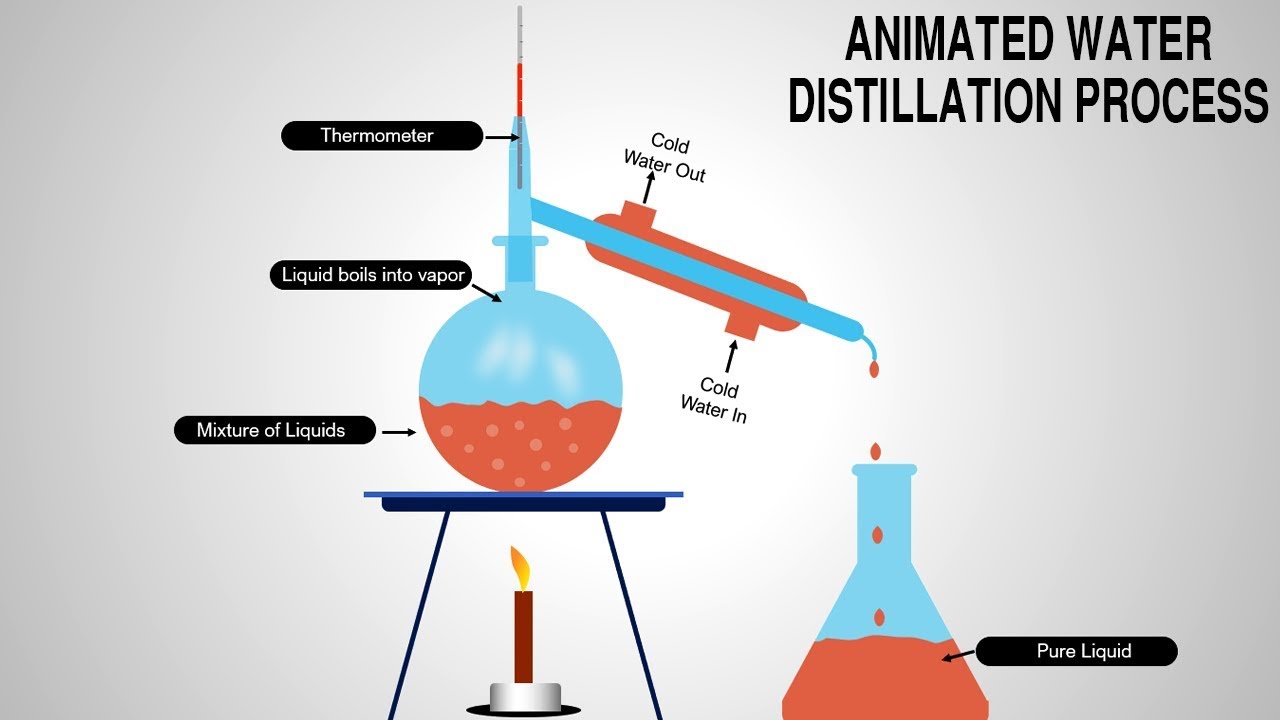 ANIMATED WATER
DISTILLATION PROCESS
Thermometer
Cold
Water Out
Liquid boils into vapor
Cold
Water In
Mixture of Liquids
Pure Liquid